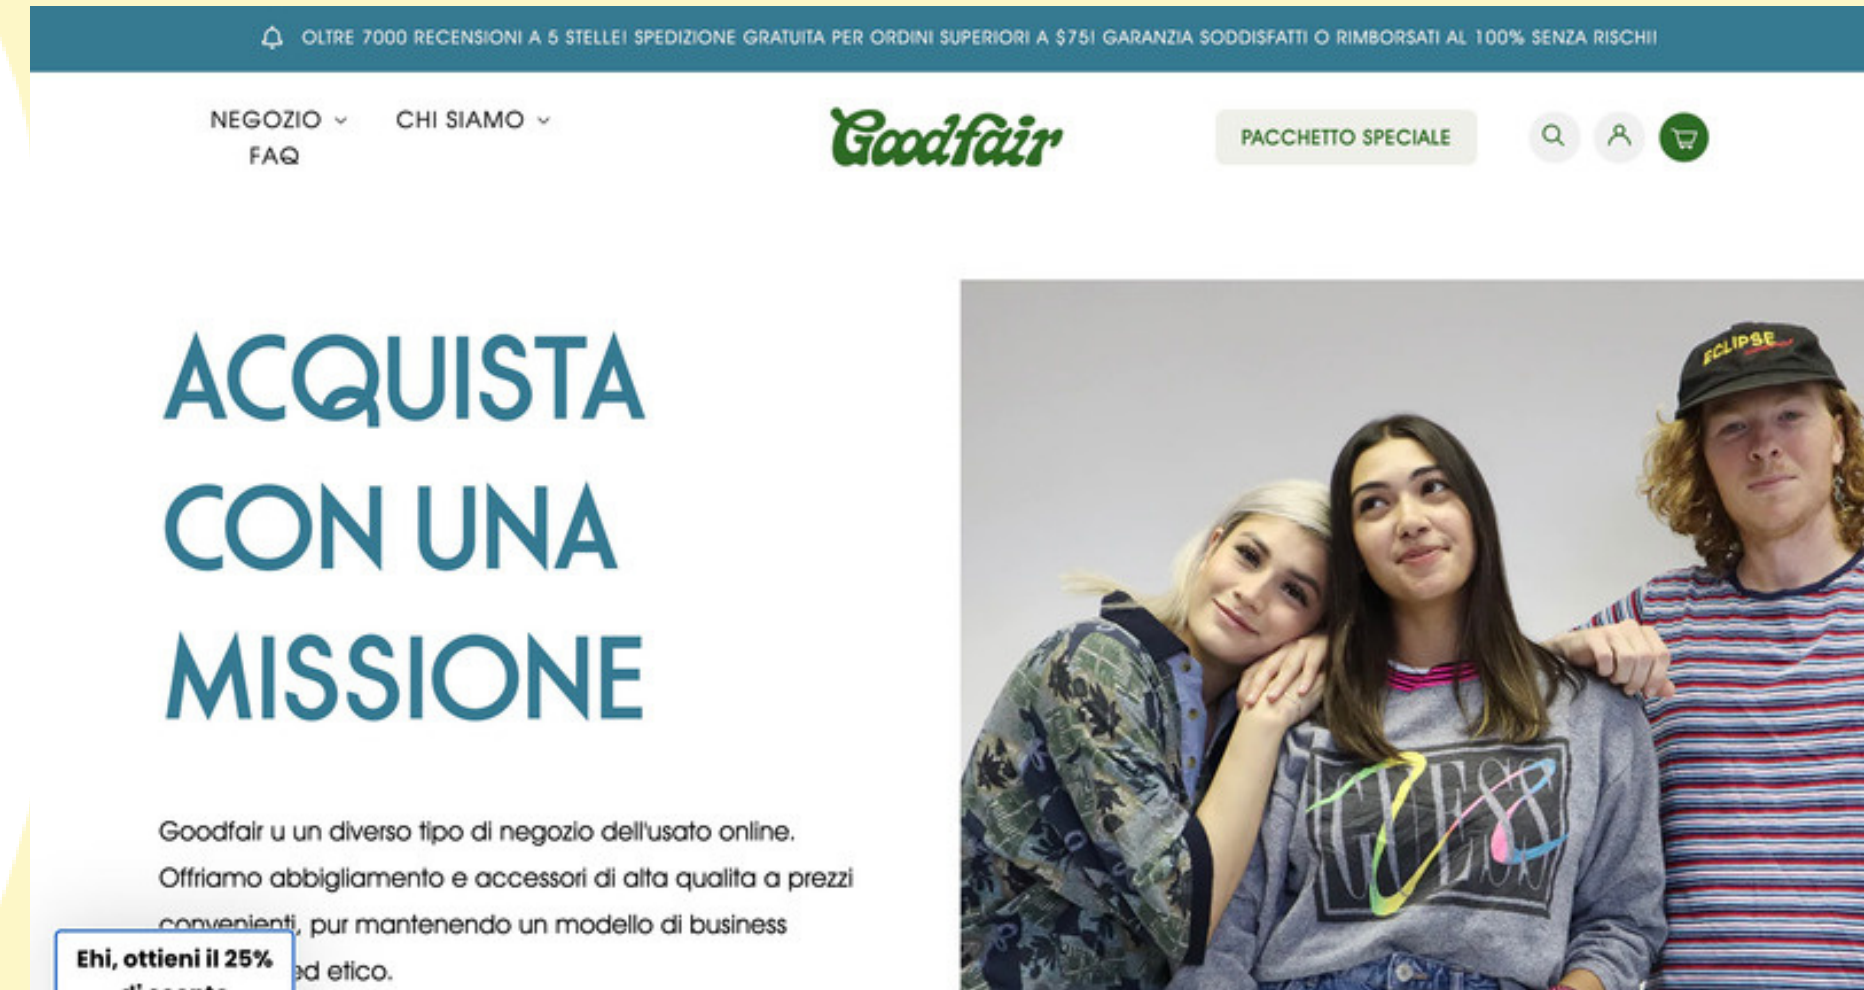 OLTRE 7000 RECENSIONI A 5 STELLE! SPEDIZIONE GRATUITA PER ORDINI SUPERIORI A $75! GARANZIA SODDISFATTI O RIMBORSATI AL 100% SENZA RISCHI!
NEGOZIO CHI SIAMO
FAQ
Goodfair
PACCHETTO SPECIALE
ACQUISTA
CON UNA
MISSIONE
Goodfair u un diverso tipo di negozio dell'usato online.
Offriamo abbigliamento e accessori di alta qualita a prezzi
convenienti, pur mantenendo un modello di business
ed etico.
Ehi, ottieni il 25%
di sconto
ECLIPSE
GUESS